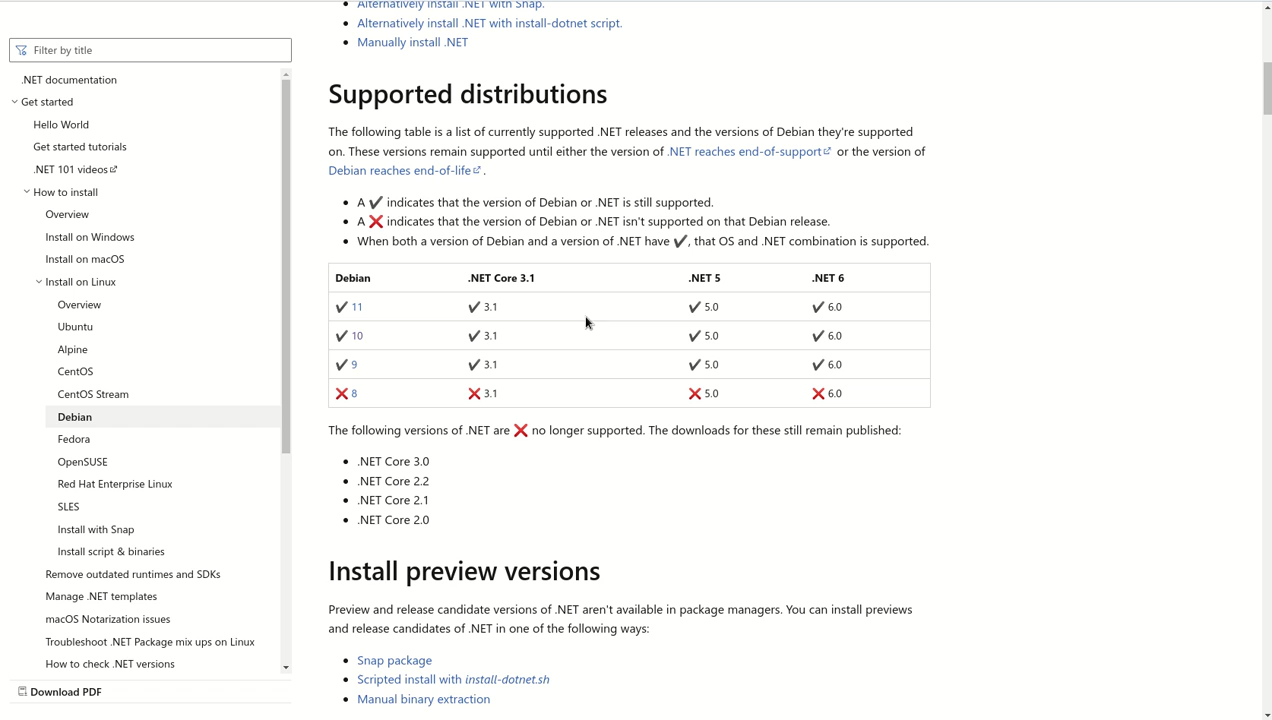 Alternatively install .NET with Snap.
Alternatively install .NET with install-dotnet script.
Manually install .NET
Filter by title
.NET documentation
Get started
Hello World
Get started tutorials
.NET 101 videos
How to install
Overview
Install on Windows
Install on macOS
Install on Linux
Overview
Ubuntu
Alpine
CentOS
CentOS Stream
Debian
Fedora
OpenSUSE
Red Hat Enterprise Linux
SLES
Install with Snap
Install script & binaries
Remove outdated runtimes and SDKs
Manage .NET templates
macOS Notarization issues
Troubleshoot .NET Package mix ups on Linux
How to check .NET versions
Download PDF
Supported distributions
The following table is a list of currently supported .NET releases and the versions of Debian they're supported
on. These versions remain supported until either the version of .NET reaches end-of-support or the version of
Debian reaches end-of-life.
A ✔️ indicates that the version of Debian or .NET is still supported.
A ❌ indicates that the version of Debian or .NET isn't supported on that Debian release.
When both a version of Debian and a version of .NET have ✔️, that OS and .NET combination is supported.
Debian .NET Core 3.1 .NET 5 .NET 6
✔️ 11 ✔️ 3.1 ✔️ 5.0 ✔️ 6.0
✔️ 10 ✔️ 3.1 ✔️ 5.0 ✔️ 6.0
✔️ 9 ✔️ 3.1 ✔️ 5.0 ✔️ 6.0
❌ 8 ❌ 3.1 ❌ 5.0 ❌ 6.0
The following versions of .NET are ❌ no longer supported. The downloads for these still remain published:
.NET Core 3.0
.NET Core 2.2
.NET Core 2.1
.NET Core 2.0
Install preview versions
Preview and release candidate versions of .NET aren't available in package managers. You can install previews
and release candidates of .NET in one of the following ways:
Snap package
Scripted install with install-dotnet.sh
Manual binary extraction